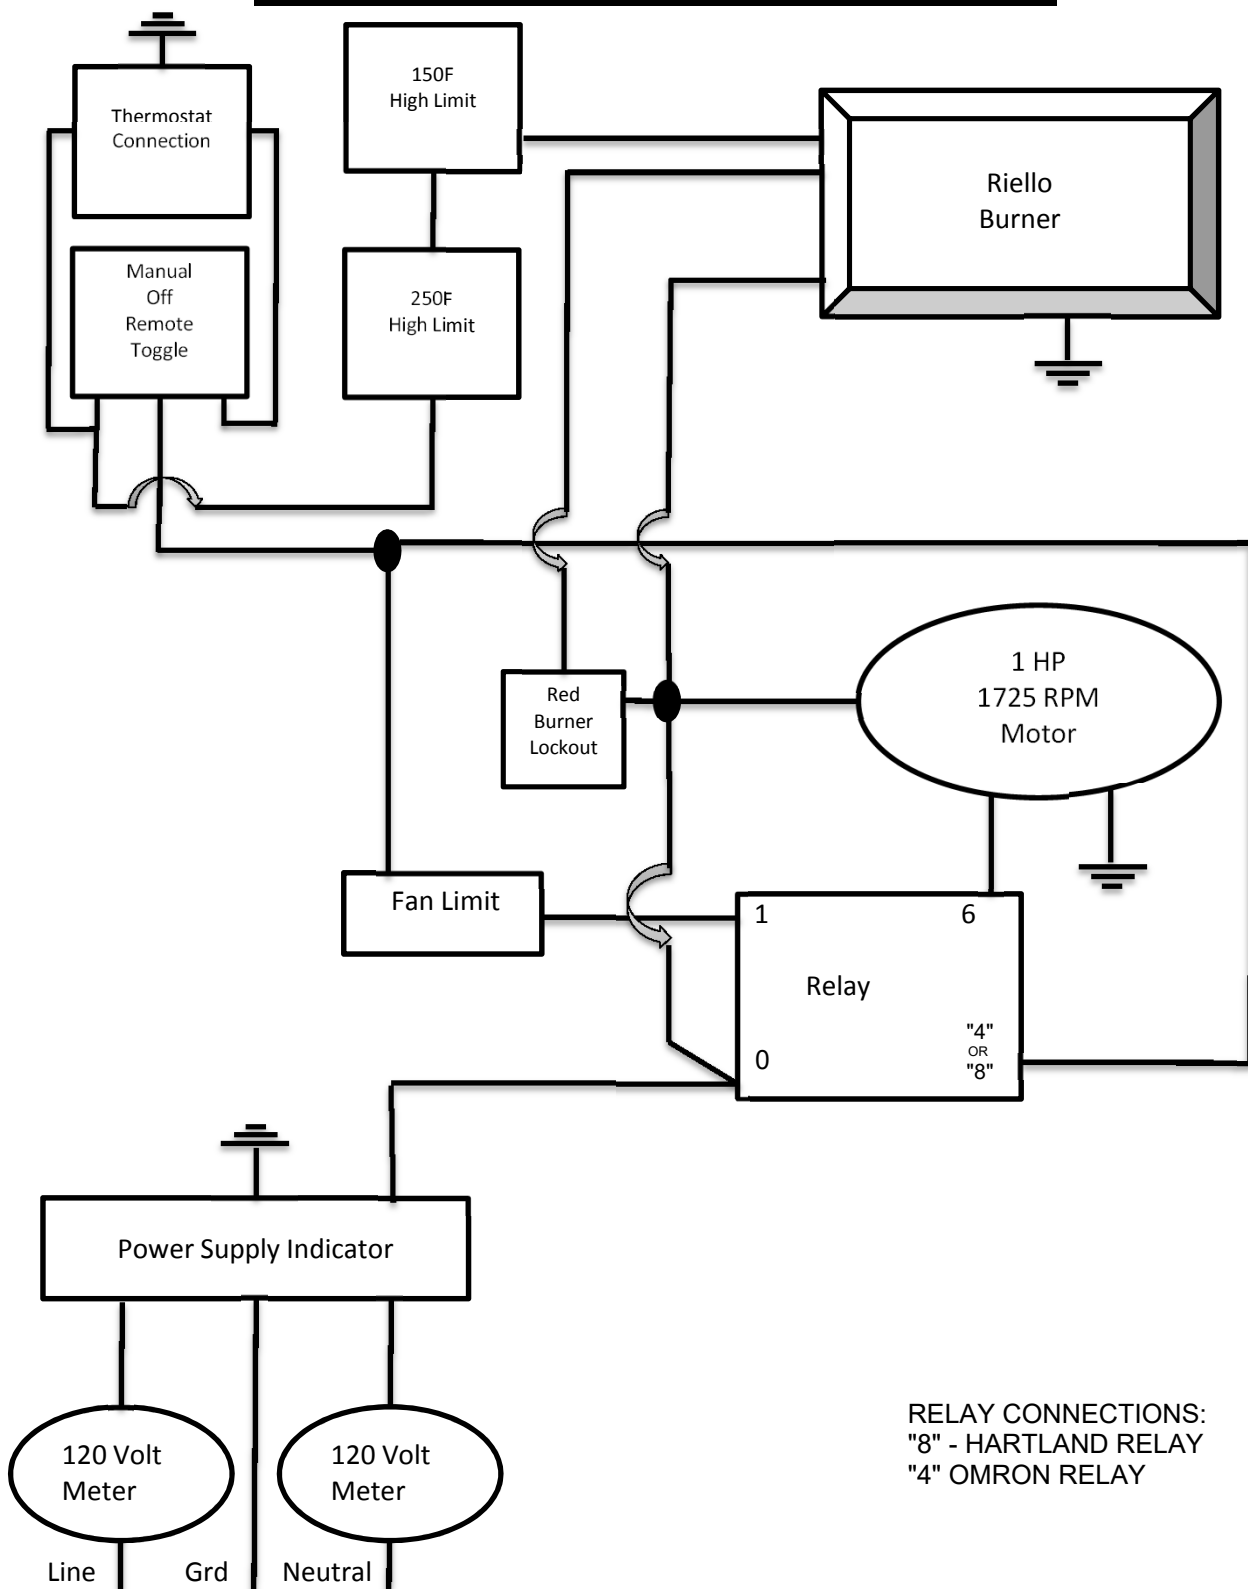 Thermostat
Connection
150F
High Limit
Riello
Burner
Manual
Off
Remote
Toggle
250F
High Limit
1 HP
1725 RPM
Motor
Red
Burner
Lockout
Fan Limit
1
6
Relay
0
"4"
OR
"8"
Power Supply Indicator
120 Volt
Meter
120 Volt
Meter
RELAY CONNECTIONS:
"8" - HARTLAND RELAY
"4" OMRON RELAY
Line
Grd
Neutral